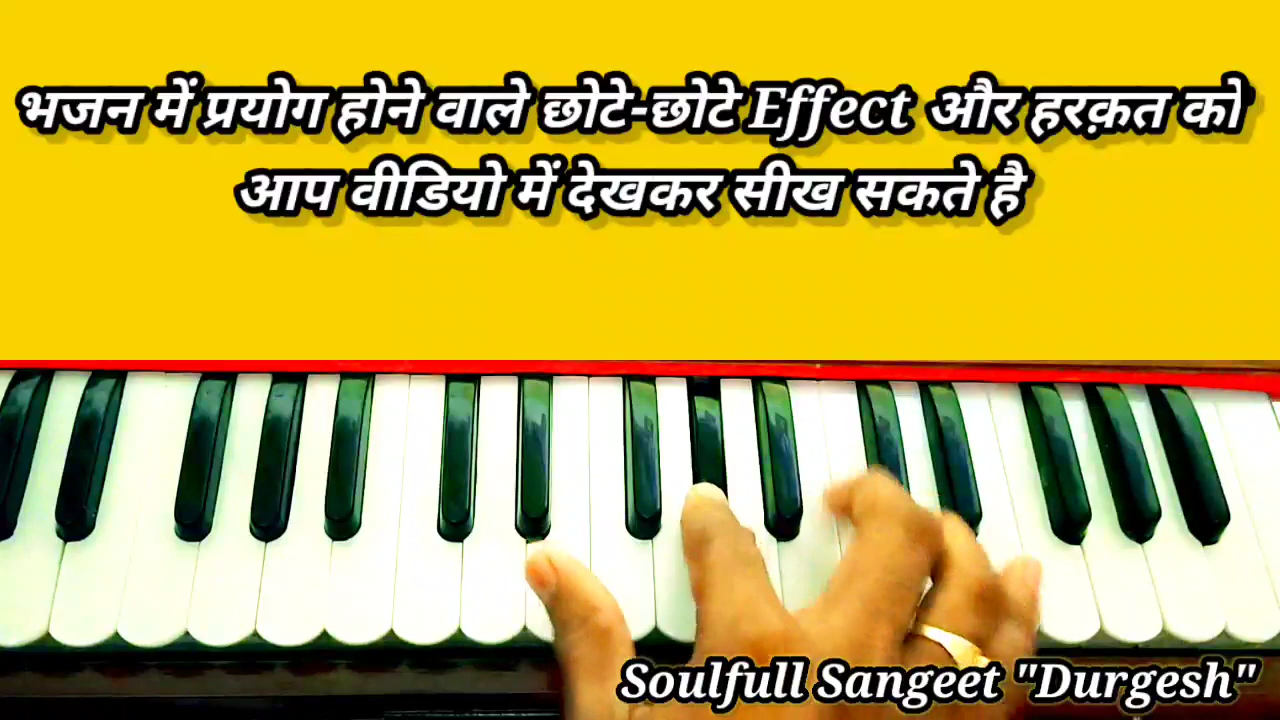 भजन में प्रयोग होने वाले छोटे-छोटे Effect और हरक़त को
आप वीडियो में देखकर सीख सकते है
Soulfull Sangeet "Durgesh"